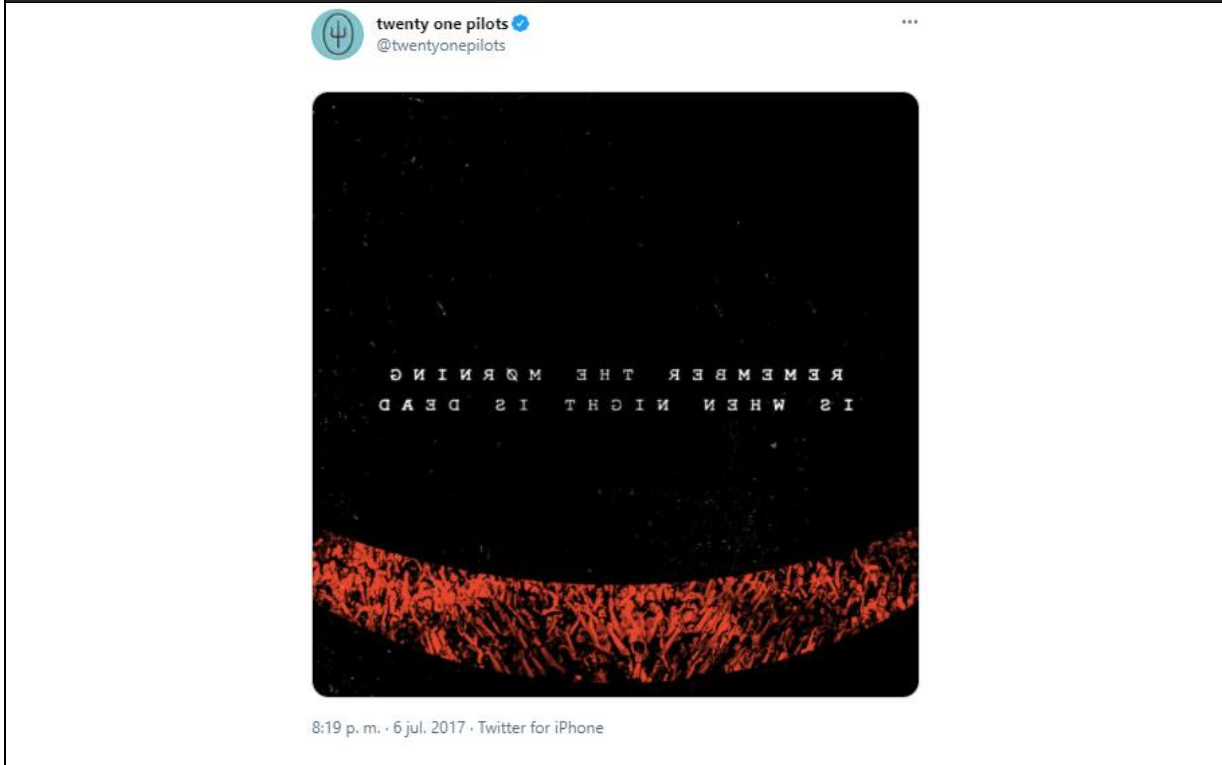 twenty one pilots
@twentyonepilots
REMEMBER THE MØRNING
IS WHEN NIGHT IS DEAD
8:19 p. m. · 6 jul. 2017 · Twitter for iPhone